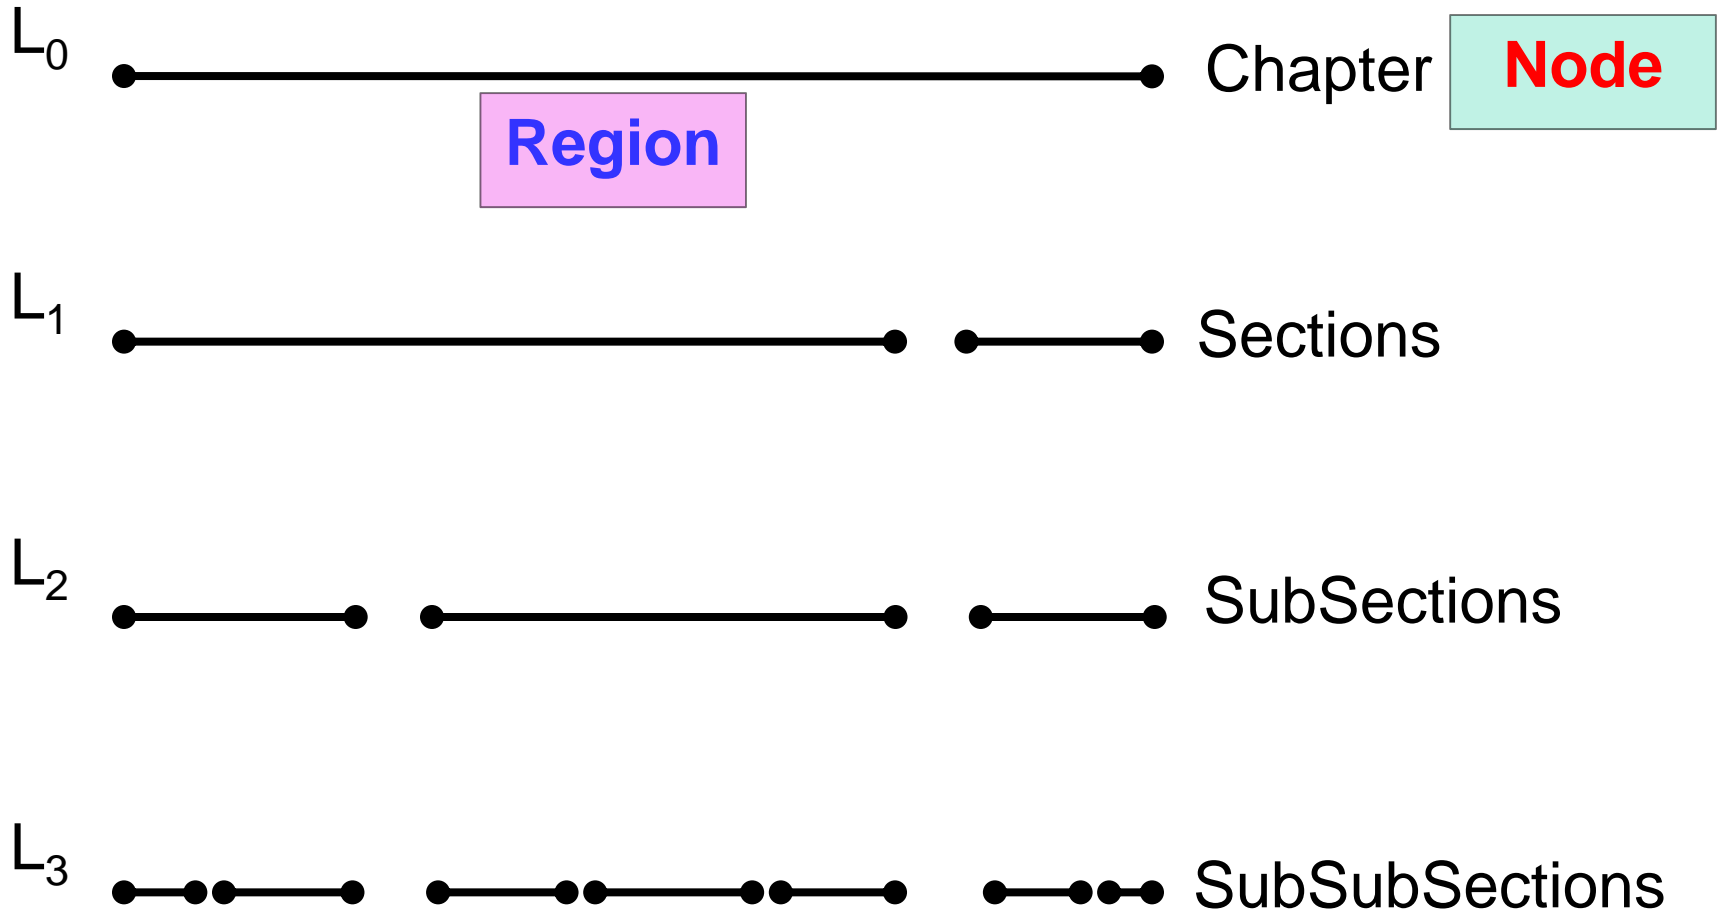 L0
Chapter
Node
Region
L1
Sections
L2
SubSections
L3
SubSubSections